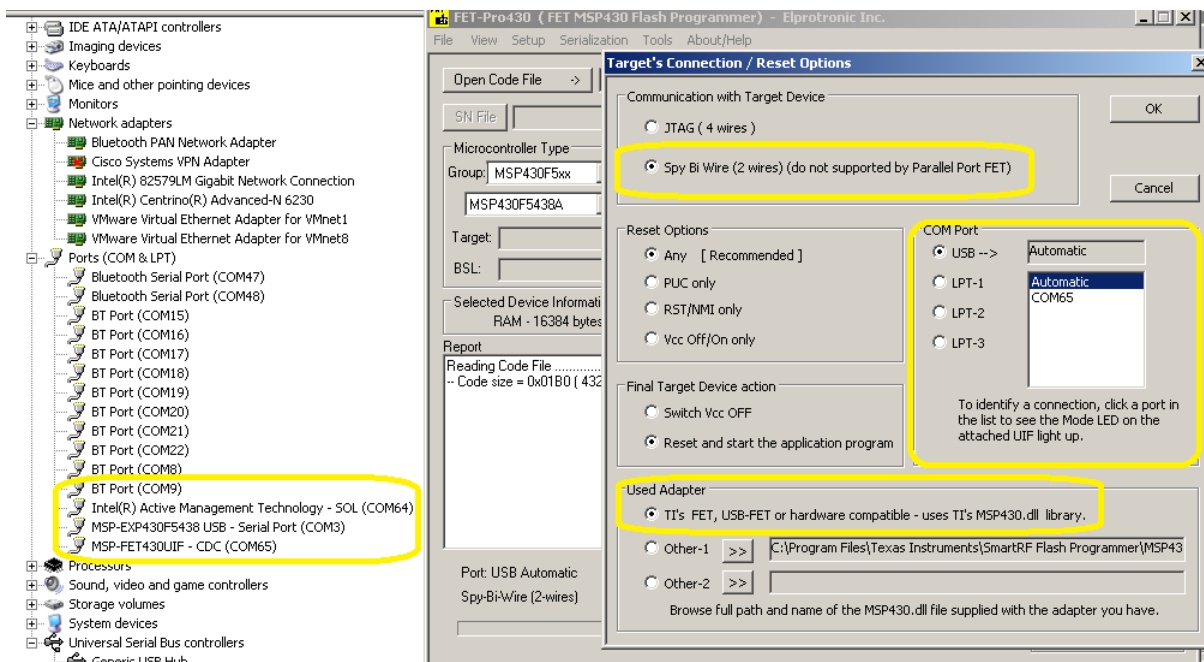 IDE ATA/ATAPI controllers
Imaging devices
Keyboards
Mice and other pointing devices
Monitors
Network adapters
Bluetooth PAN Network Adapter
Cisco Systems VPN Adapter
Intel(R) 82579LM Gigabit Network Connection
Intel(R) Centrino(R) Advanced-N 6230
VMware Virtual Ethernet Adapter for VMnet1
VMware Virtual Ethernet Adapter for VMnet8
Ports (COM & LPT)
Bluetooth Serial Port (COM47)
Bluetooth Serial Port (COM48)
BT Port (COM15)
BT Port (COM16)
BT Port (COM17)
BT Port (COM18)
BT Port (COM19)
BT Port (COM20)
BT Port (COM21)
BT Port (COM22)
BT Port (COM8)
BT Port (COM9)
Intel(R) Active Management Technology - SOL (COM64)
MSP-EXP430F5438 USB - Serial Port (COM3)
MSP-FET430UIF - CDC (COM65)
Processors
Sound, video and game controllers
Storage volumes
System devices
Universal Serial Bus controllers
Generic USB Hub
FET-Pro430 ( FET MSP430 Flash Programmer) - Elprotronic Inc.
File View Setup Serialization Tools About/Help
Open Code File ->
SN File
Microcontroller Type
Group: MSP430F5xx
MSP430F5438A
Target:
BSL:
Selected Device Informati
RAM - 16384 bytes
Report
Reading Code File ..............
-- Code size = 0x01B0 ( 432
Port: USB Automatic
Spy-Bi-Wire (2-wires)
Target's Connection / Reset Options
Communication with Target Device
JTAG ( 4 wires )
Spy Bi Wire (2 wires) (do not supported by Parallel Port FET)
OK
Cancel
Reset Options
Any [ Recommended ]
PUC only
RST/NMI only
Vcc Off/On only
COM Port
USB --> Automatic
LPT-1
LPT-2
LPT-3
Automatic
COM65
To identify a connection, click a port in
the list to see the Mode LED on the
attached UIF light up.
Final Target Device action
Switch Vcc OFF
Reset and start the application program
Used Adapter
TI's FET, USB-FET or hardware compatible - uses TI's MSP430.dll library.
Other-1 >> C:\Program Files\Texas Instruments\SmartRF Flash Programmer\MSP43
Other-2 >>
Browse full path and name of the MSP430.dll file supplied with the adapter you have.